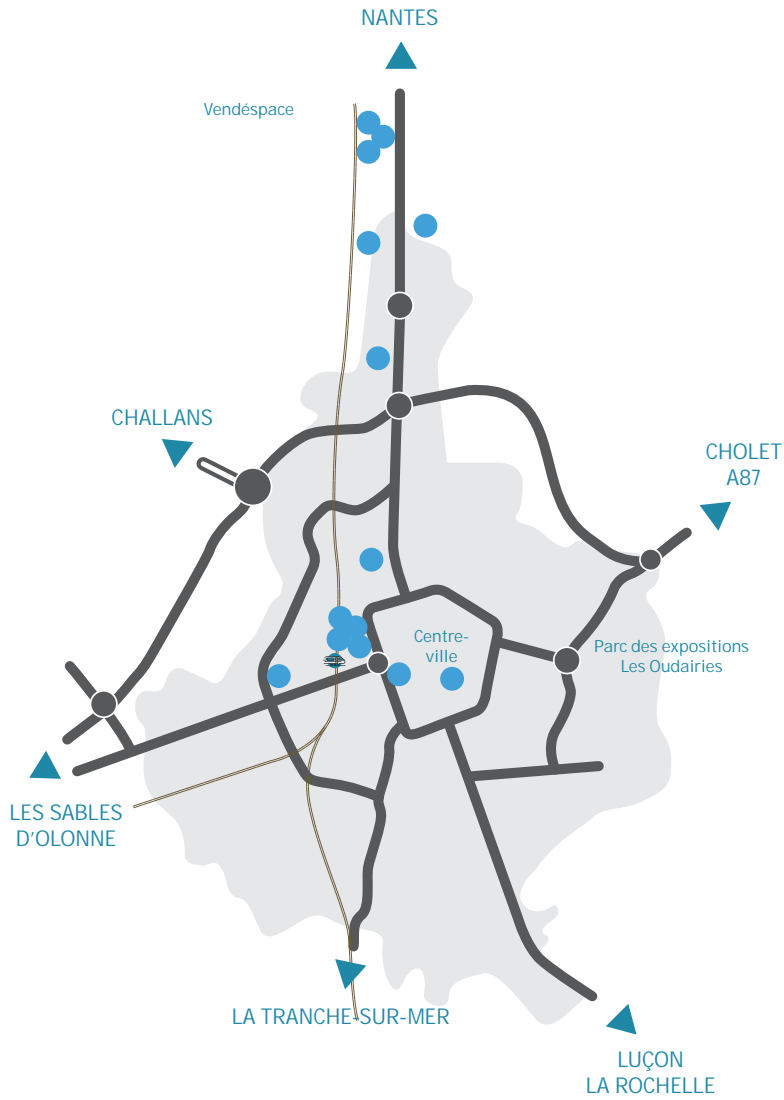 NANTES
Vendéspace
CHALLANS
CHOLET
A87
Centre-
ville
Parc des expositions
Les Oudairies
LES SABLES
D'OLONNE
LA TRANCHE-SUR-MER
LUÇON
LA ROCHELLE